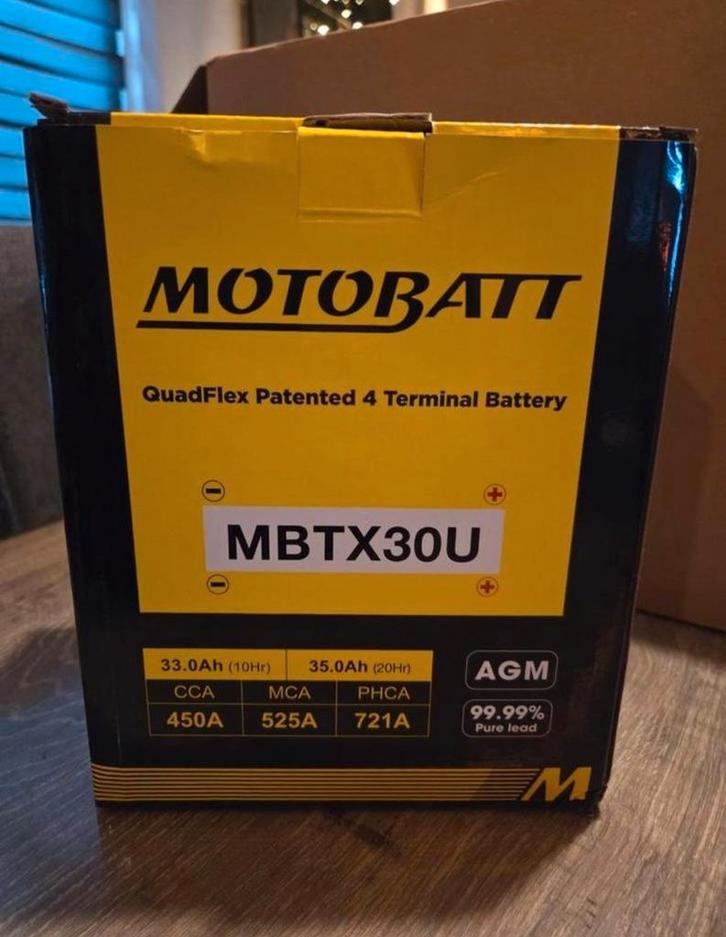 MOTOBATT
QuadFlex Patented 4 Terminal Battery
− +
MBTX30U
− +
33.0Ah (10Hr) 35.0Ah (20Hr)
CCA MCA PHCA
450A 525A 721A
AGM
99.99%
Pure lead
M